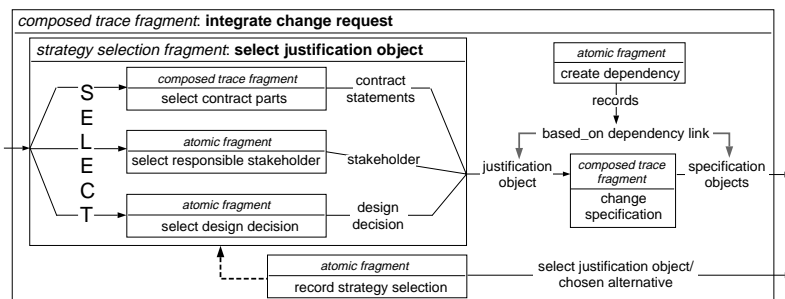 composed trace fragment: integrate change request
strategy selection fragment: select justification object
SELECT
composed trace fragment
select contract parts
contract
statements
atomic fragment
select responsible stakeholder
stakeholder
atomic fragment
select design decision
design
decision
atomic fragment
create dependency
records
based_on dependency link
justification
object
composed trace
fragment
change
specification
specification
objects
atomic fragment
record strategy selection
select justification object/
chosen alternative